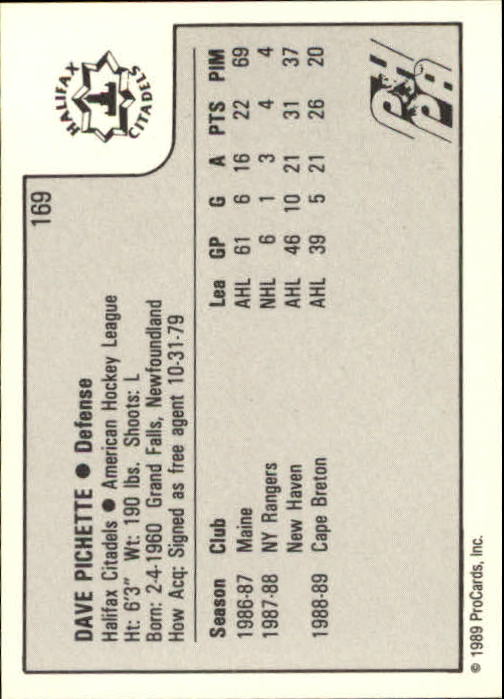 HALIFAX
CITADELS
169
DAVE PICHETTE ● Defense
Halifax Citadels ● American Hockey League
Ht: 6'3" Wt: 190 lbs. Shoots: L
Born: 2-4-1960 Grand Falls, Newfoundland
How Acq: Signed as free agent 10-31-79
Season Club Lea GP G A PTS PIM
1986-87 Maine AHL 61 6 16 22 69
1987-88 NY Rangers NHL 6 1 3 4 4
New Haven AHL 46 10 21 31 37
1988-89 Cape Breton AHL 39 5 21 26 20
PHPA
© 1989 ProCards, Inc.